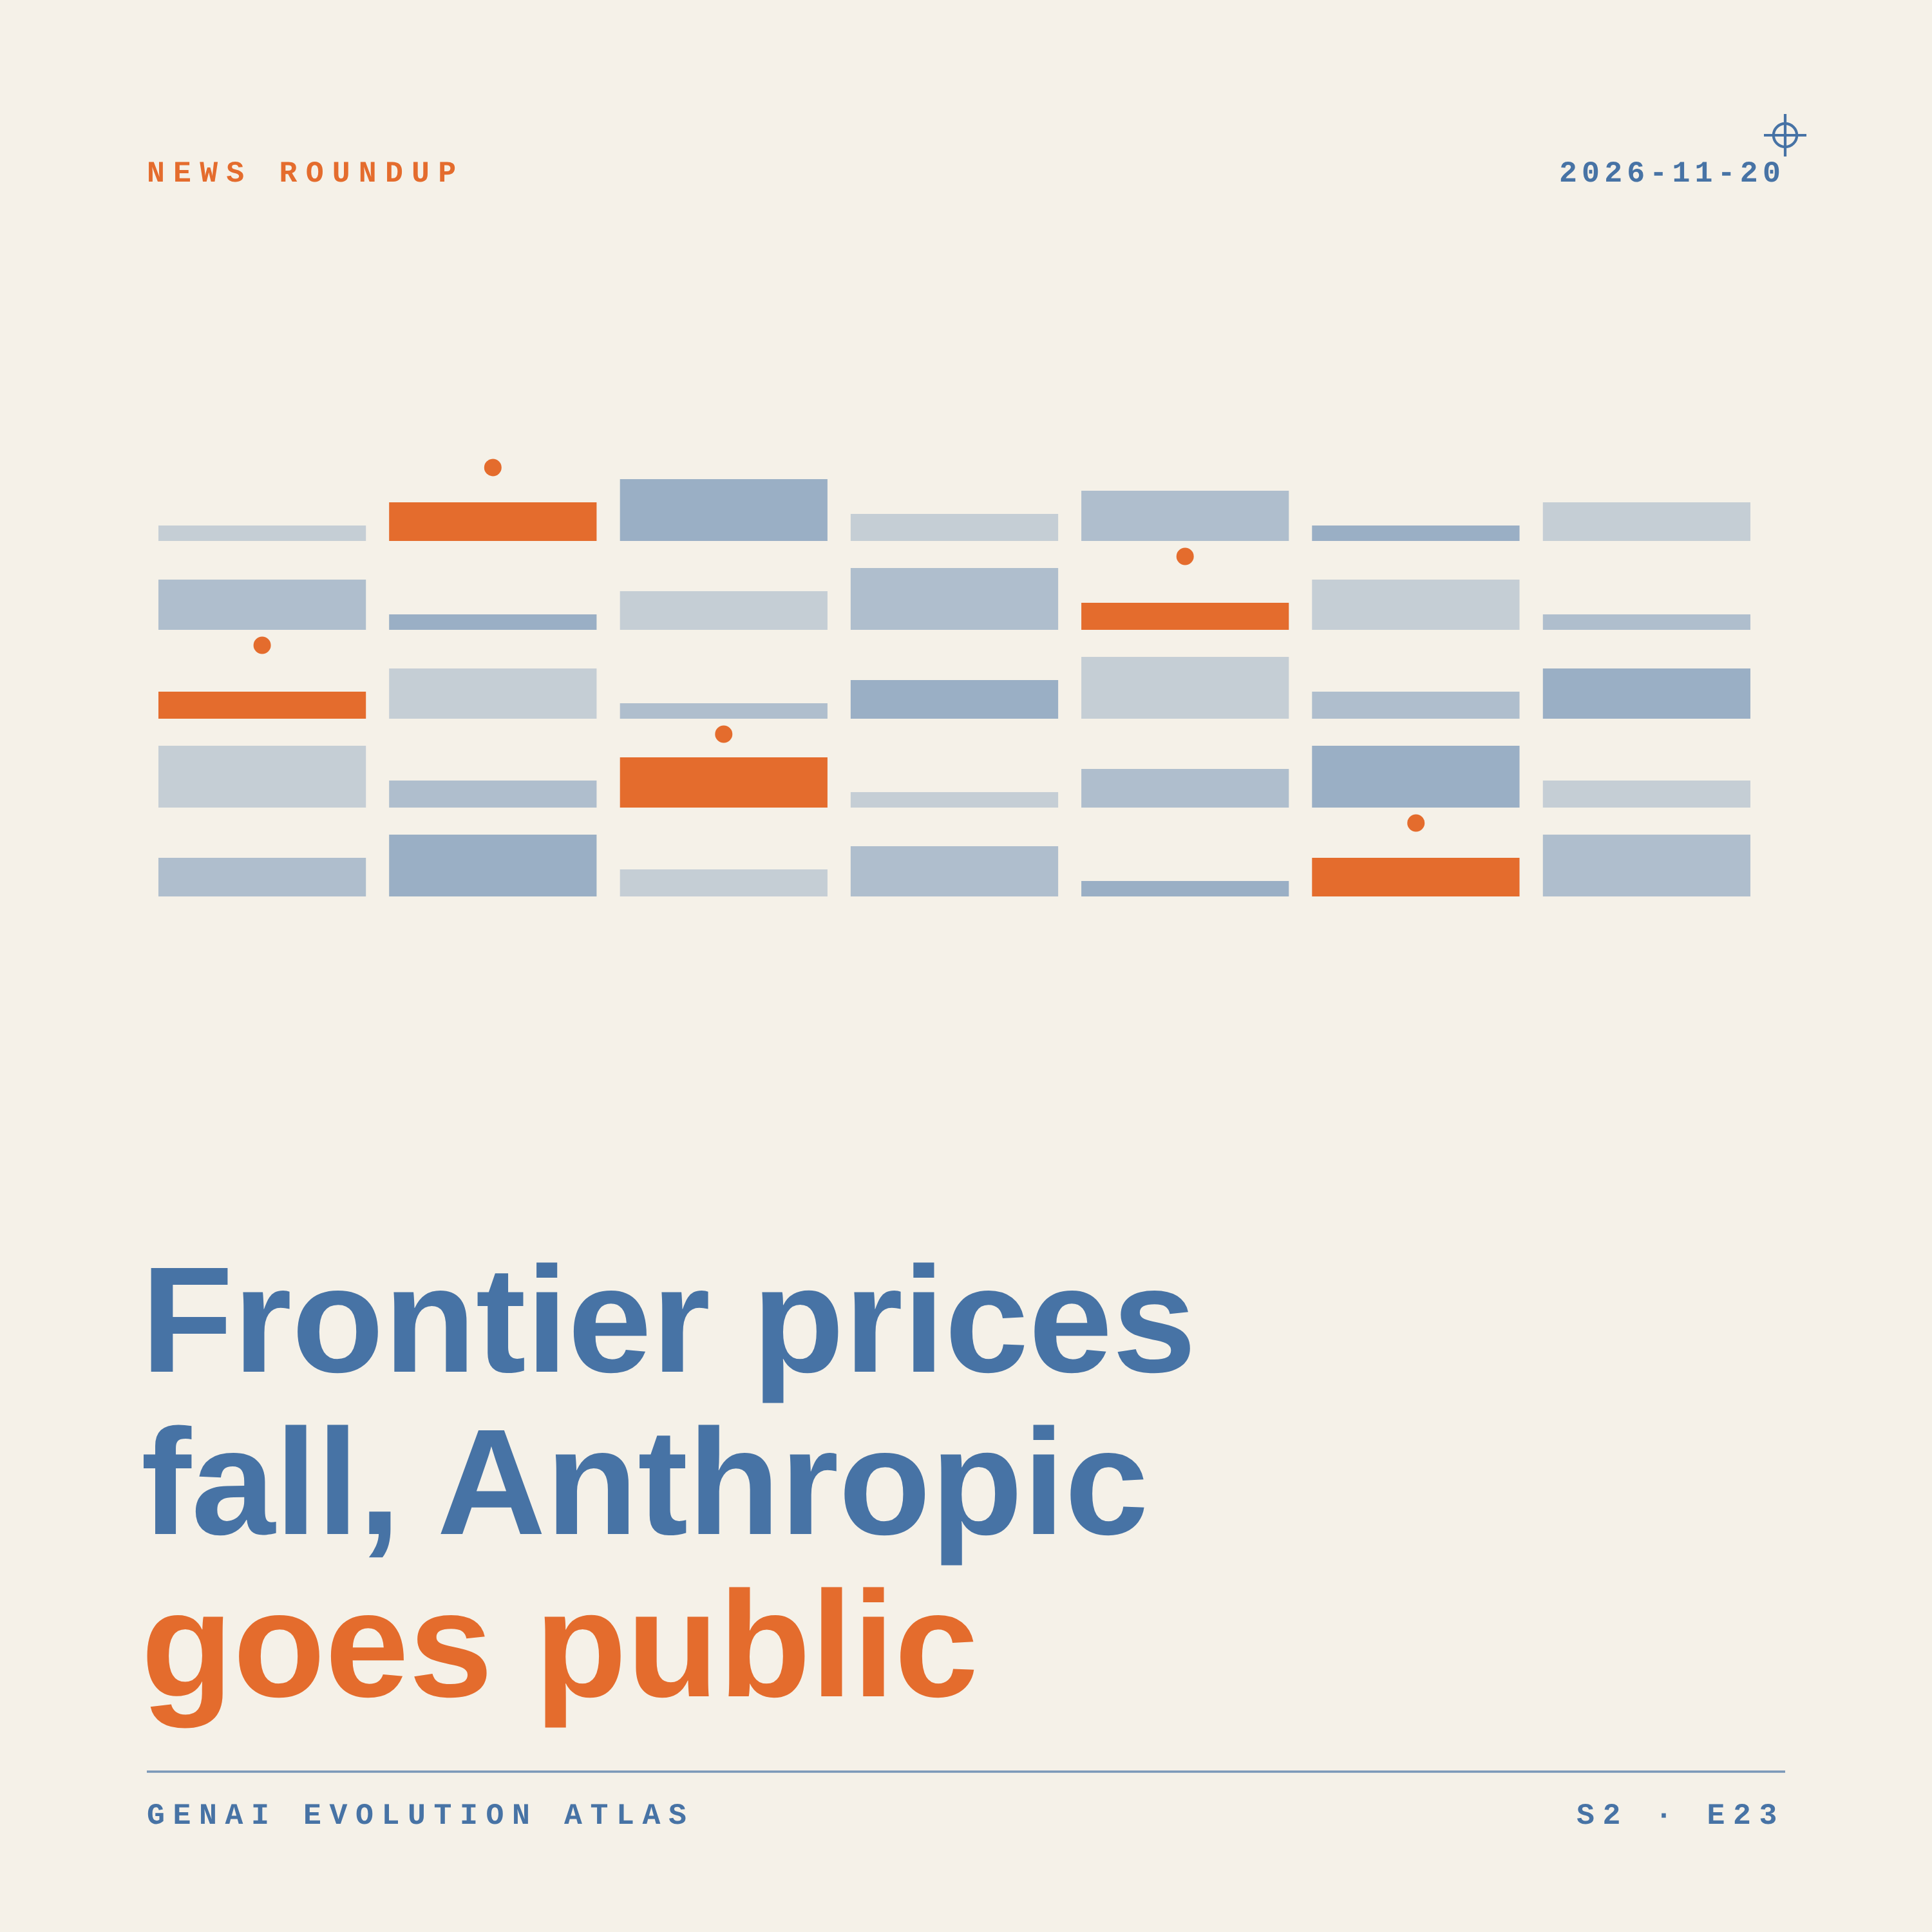 NEWS ROUNDUP
2026-11-20
Frontier prices
fall, Anthropic
goes public
GENAI EVOLUTION ATLAS
S2 · E23